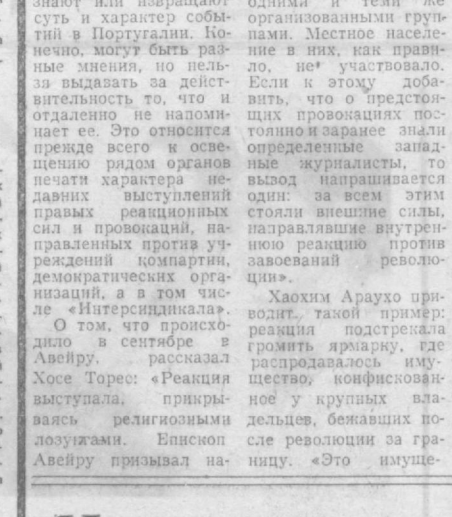 знают или извращают
суть и характер собы-
тий в Португалии. Ко-
нечно, могут быть раз-
ные мнения, но нель-
зя выдавать за дейст-
вительность то, что и
отдаленно не напоми-
нает ее. Это относится
прежде всего к осве-
щению рядом органов
печати характера не-
давних выступлений
правых реакционных
сил и провокаций, на-
правленных против уч-
реждений компартии,
демократических орга-
низаций, а в том чис-
ле «Интерсиндикала».
О том, что происхо-
дило в сентябре в
Авейру, рассказал
Хосе Торес: «Реакция
выступала, прикры-
ваясь религиозными
лозунгами. Епископ
Авейру призывал на-
одними и теми же
организованными груп-
пами. Местное населе-
ние в них, как прави-
ло, не участвовало.
Если к этому доба-
вить, что о предстоя-
щих провокациях пос-
тоянно и заранее знали
определенные запад-
ные журналисты, то
вывод напрашивается
один: за всем этим
стояли внешние силы,
направлявшие внутрен-
нюю реакцию против
завоеваний револю-
ции».
Хаохим Араухо при-
водит такой пример:
реакция подстрекала
громить ярмарку, где
распродавалось иму-
щество, конфискован-
ное у крупных вла-
дельцев, бежавших по-
сле революции за гра-
ницу. «Это имуще-